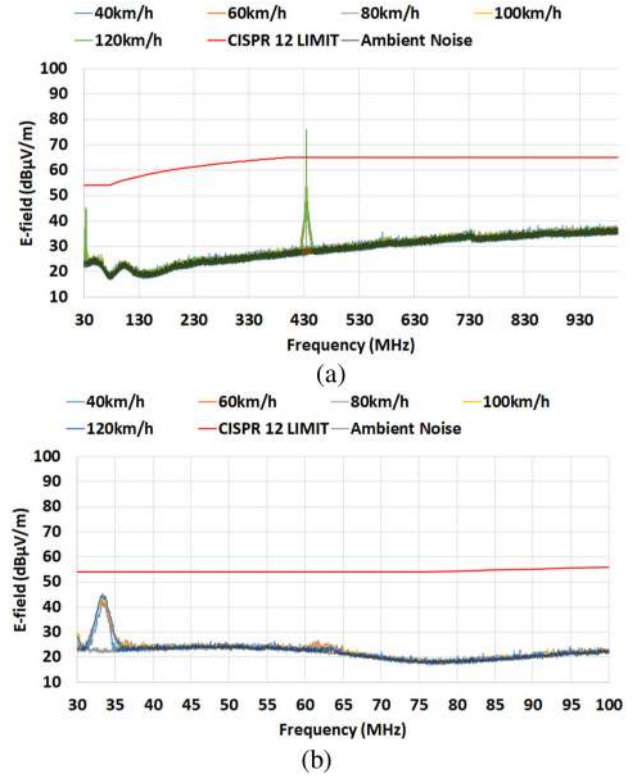 40km/h 60km/h 80km/h 100km/h
120km/h CISPR 12 LIMIT Ambient Noise
100
90
80
70
60
50
40
30
20
10
E-field (dBµV/m)
30 130 230 330 430 530 630 730 830 930
Frequency (MHz)
(a)
40km/h 60km/h 80km/h 100km/h
120km/h CISPR 12 LIMIT Ambient Noise
100
90
80
70
60
50
40
30
20
10
E-field (dBµV/m)
30 35 40 45 50 55 60 65 70 75 80 85 90 95 100
Frequency (MHz)
(b)